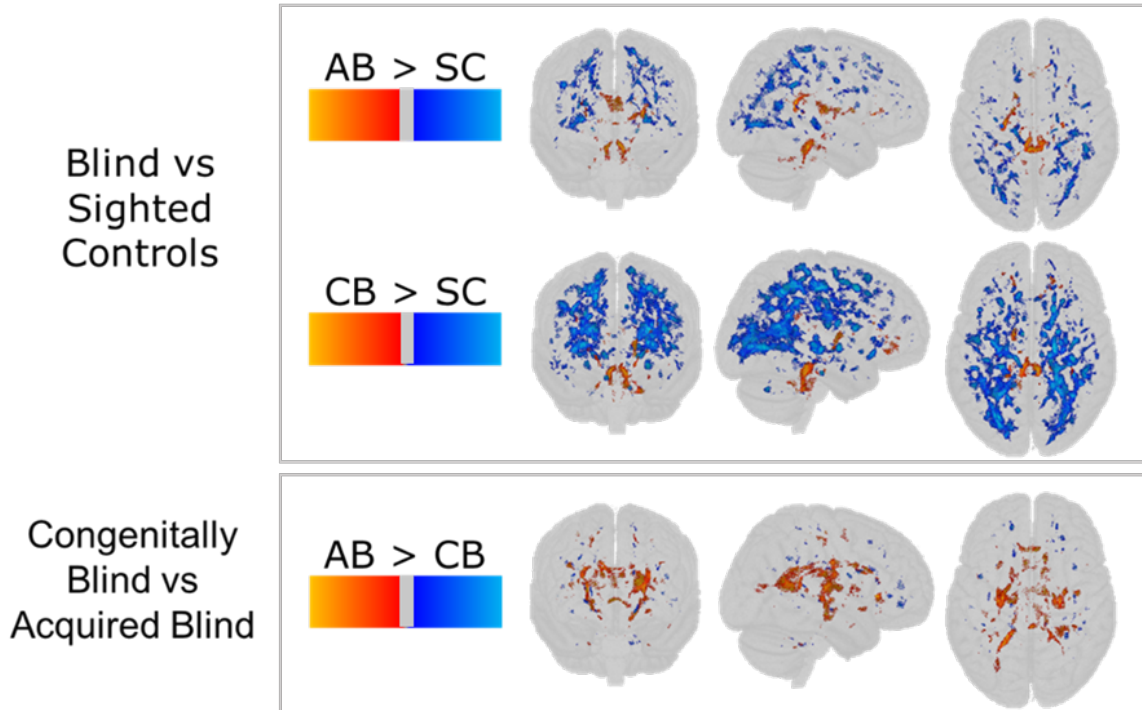 Blind vs
Sighted
Controls
AB > SC
CB > SC
Congenitally
Blind vs
Acquired Blind
AB > CB